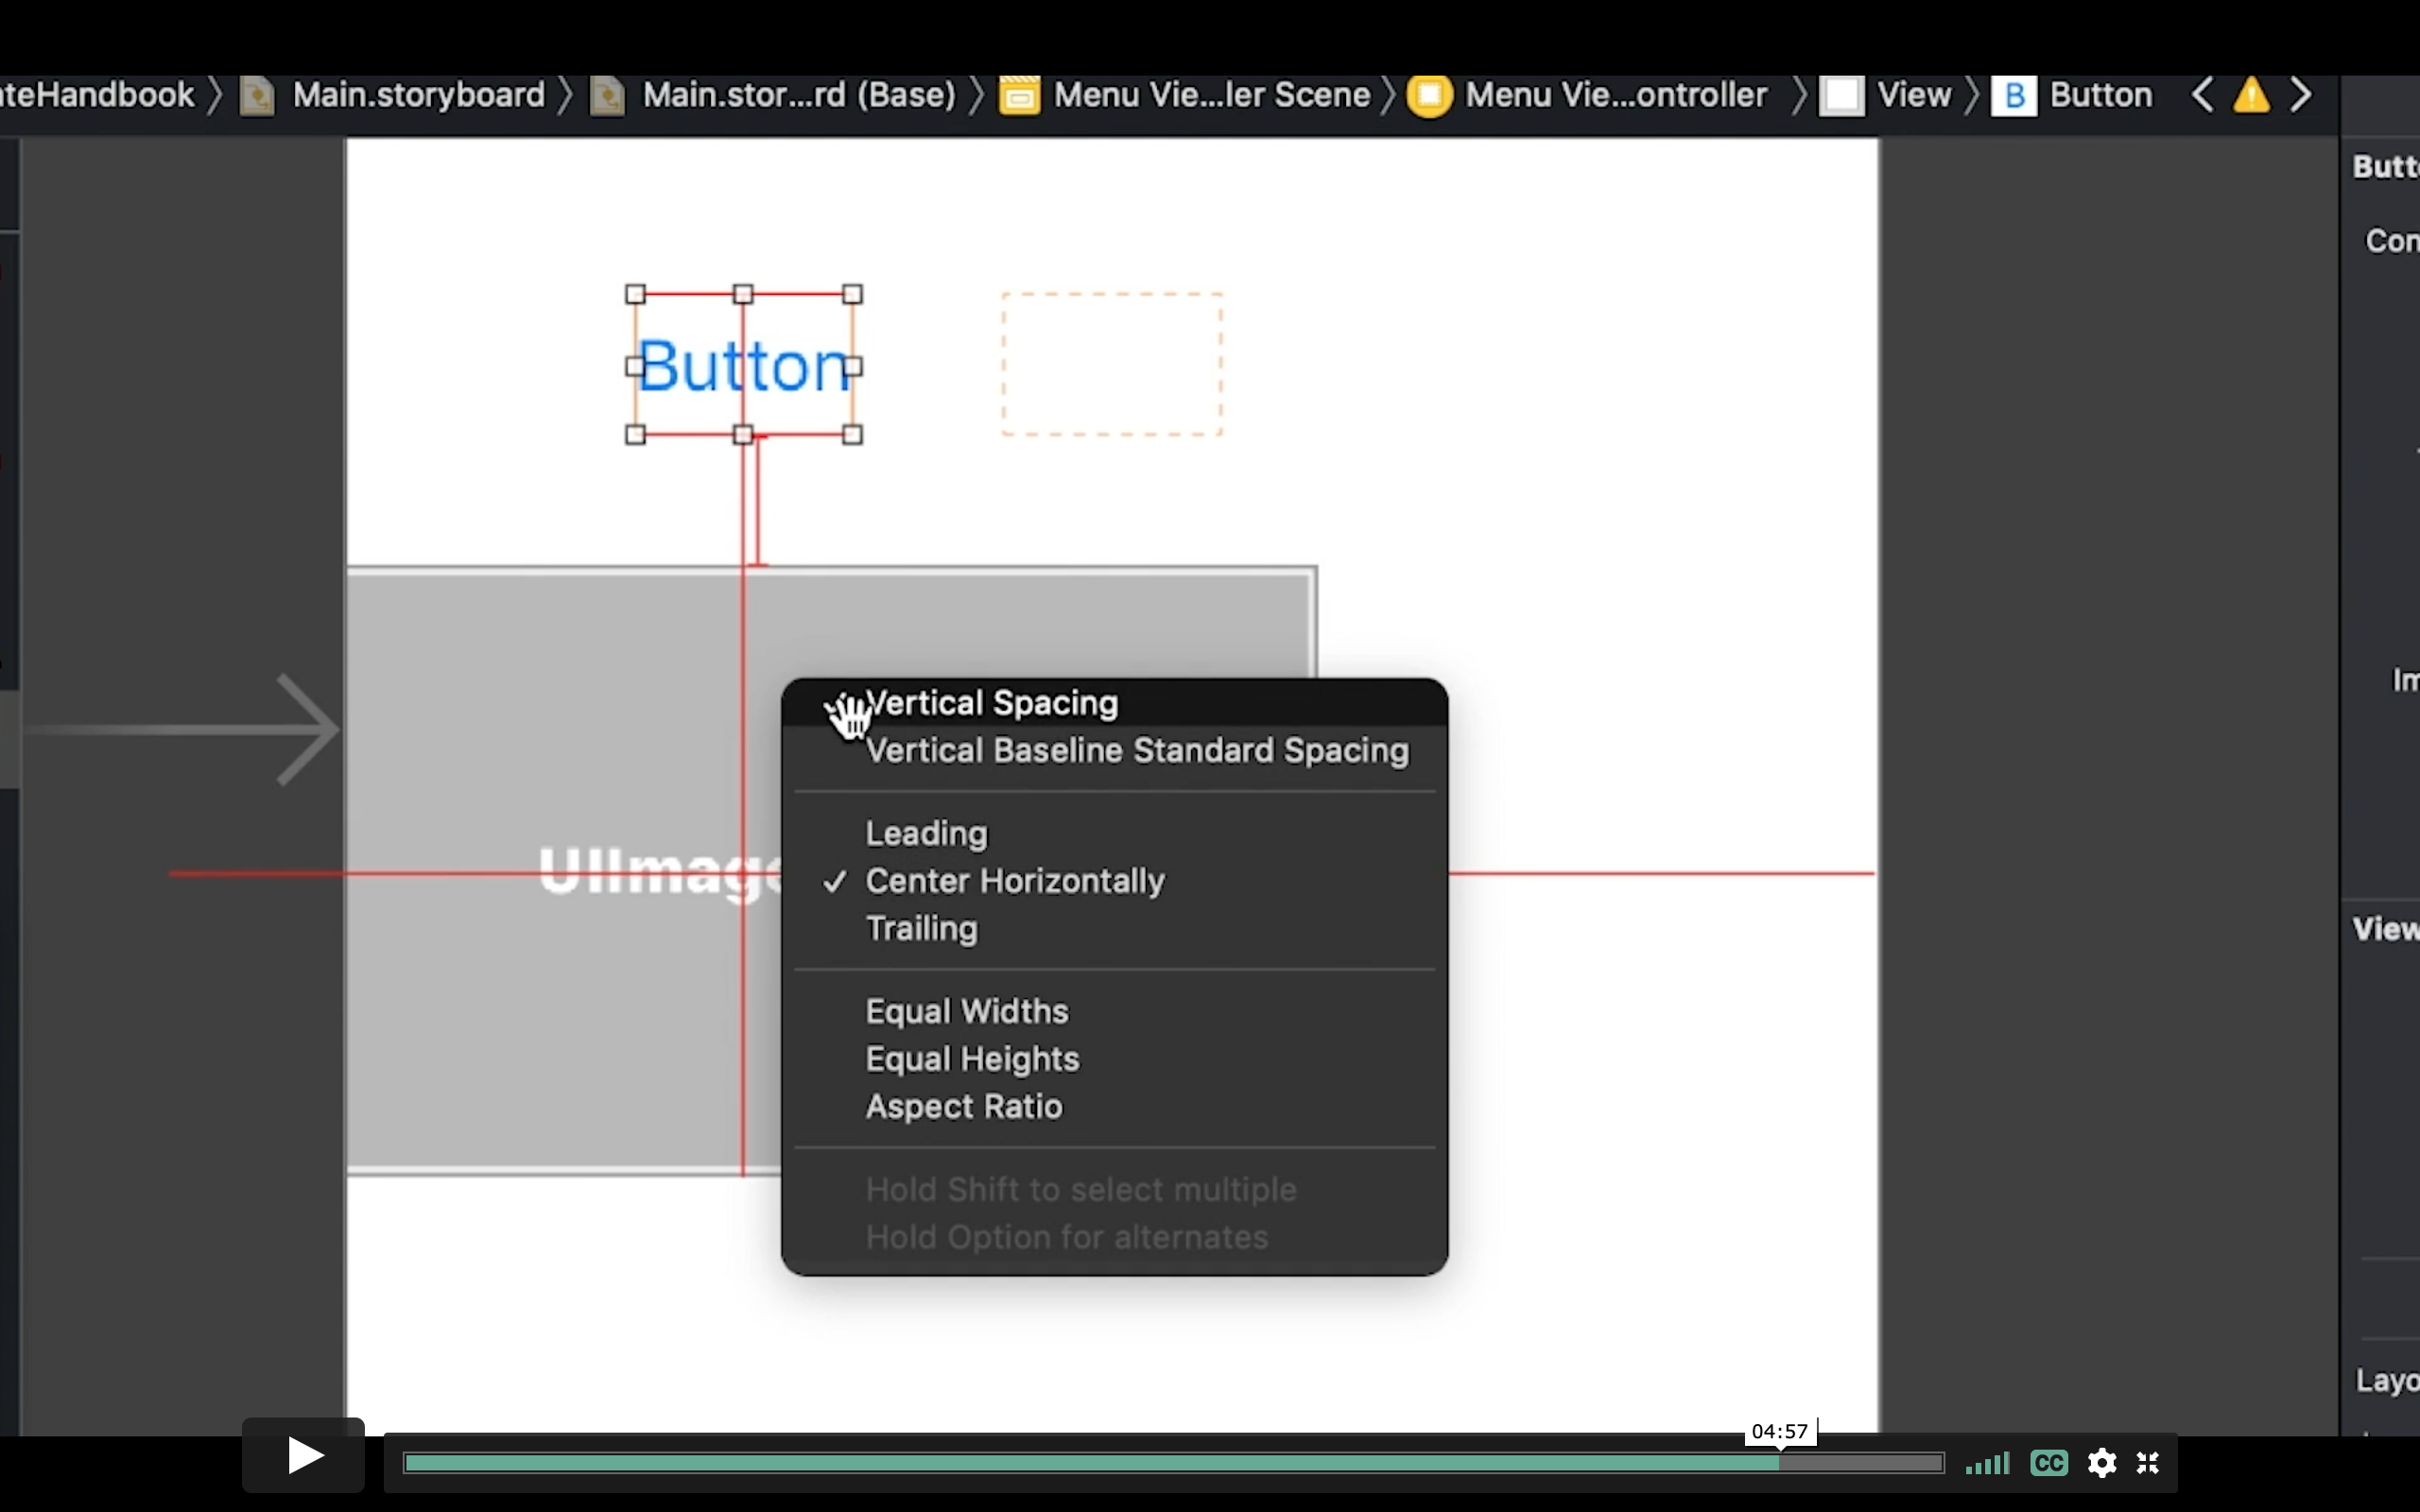 ateHandbook Main.storyboard Main.stor...rd (Base) Menu Vie...ler Scene Menu Vie...ontroller View B Button
Butt
Con
Button
Im
Vertical Spacing
Vertical Baseline Standard Spacing
Leading
UIImage
✓ Center Horizontally
Trailing
View
Equal Widths
Equal Heights
Aspect Ratio
Hold Shift to select multiple
Hold Option for alternates
Layo
04:57
CC